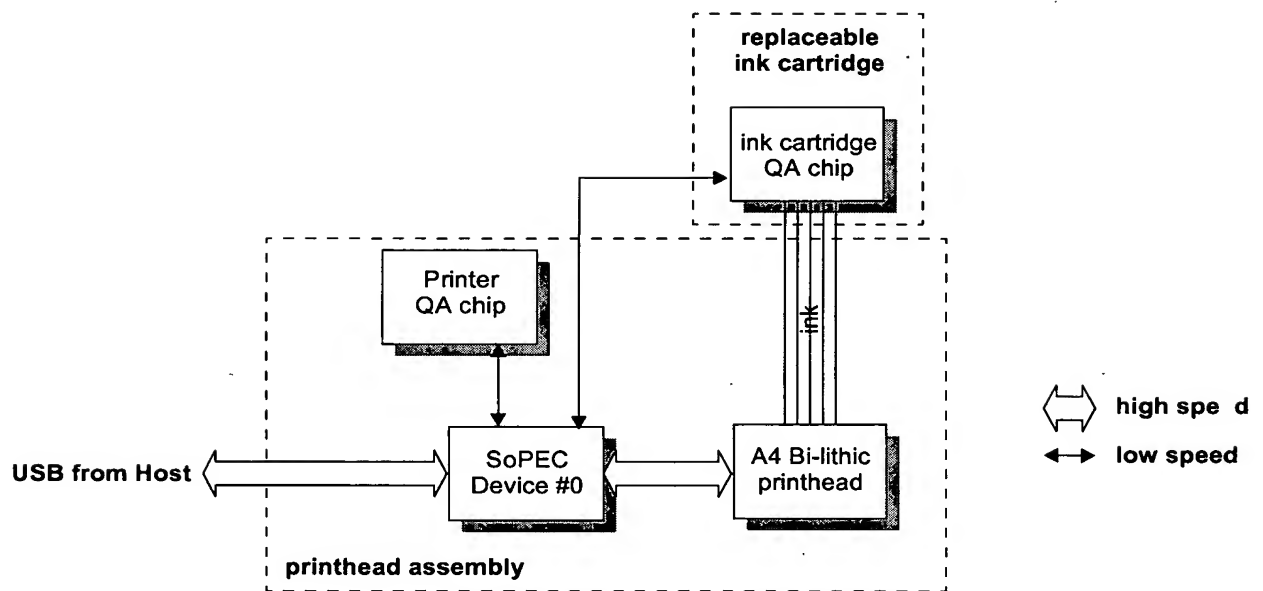 replaceable
ink cartridge
ink cartridge
QA chip
Printer
QA chip
ink
high spe d
low speed
USB from Host
SoPEC
Device #0
A4 Bi-lithic
printhead
printhead assembly